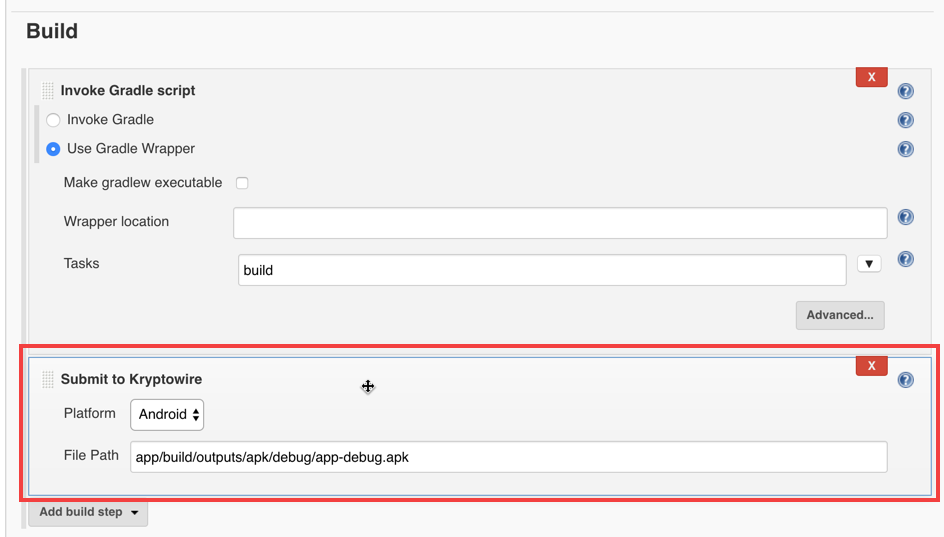 Build
X
Invoke Gradle script
?
Invoke Gradle
?
Use Gradle Wrapper
?
Make gradlew executable
Wrapper location
?
Tasks
build
?
Advanced...
X
Submit to Kryptowire
?
Platform
Android
File Path
app/build/outputs/apk/debug/app-debug.apk
Add build step